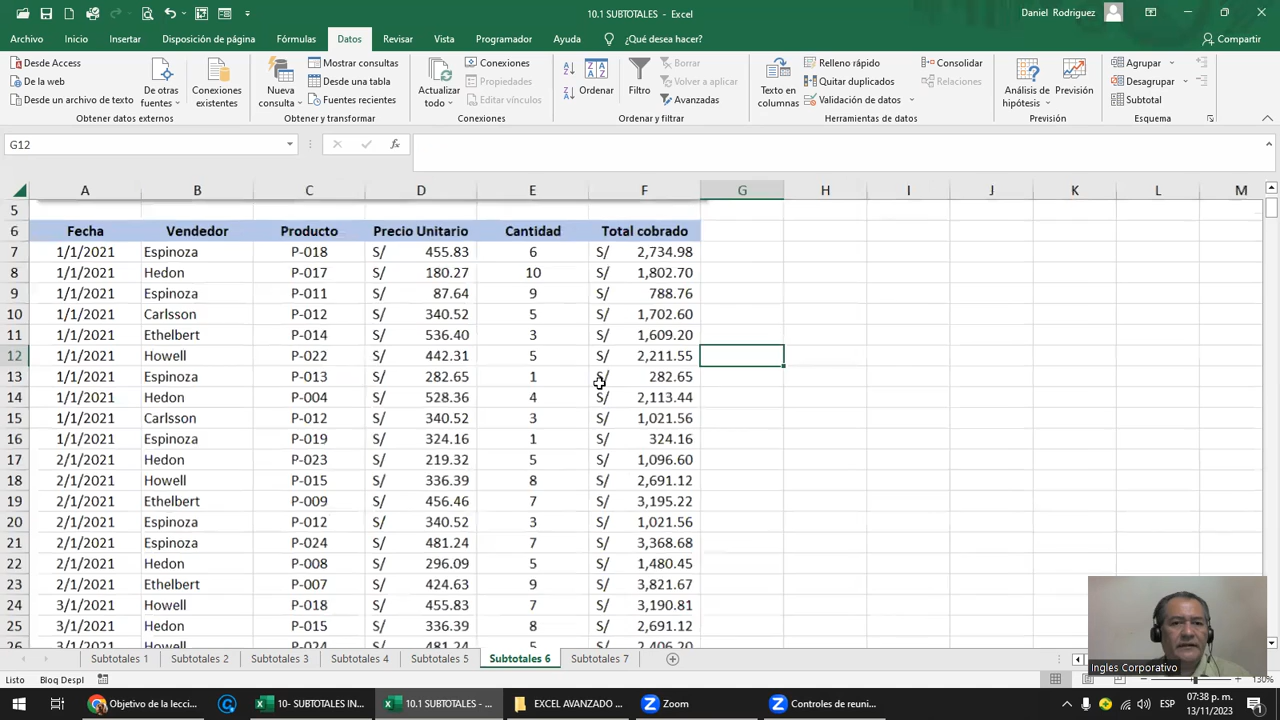 10.1 SUBTOTALES - Excel
Daniel Rodriguez
Archivo Inicio Insertar Disposición de página Fórmulas Datos Revisar Vista Programador Ayuda ¿Qué desea hacer? Compartir
Desde Access
De la web
Desde un archivo de texto
De otras fuentes
Conexiones existentes
Obtener datos externos
Nueva consulta
Mostrar consultas
Desde una tabla
Fuentes recientes
Obtener y transformar
Actualizar todo
Conexiones
Propiedades
Editar vínculos
Conexiones
Ordenar
Filtro
Borrar
Volver a aplicar
Avanzadas
Ordenar y filtrar
Texto en columnas
Relleno rápido
Quitar duplicados
Validación de datos
Consolidar
Relaciones
Herramientas de datos
Análisis de hipótesis
Previsión
Previsión
Agrupar
Desagrupar
Subtotal
Esquema
G12 fx
A B C D E F G H I J K L M
5
6 Fecha Vendedor Producto Precio Unitario Cantidad Total cobrado
7 1/1/2021 Espinoza P-018 S/ 455.83 6 S/ 2,734.98
8 1/1/2021 Hedon P-017 S/ 180.27 10 S/ 1,802.70
9 1/1/2021 Espinoza P-011 S/ 87.64 9 S/ 788.76
10 1/1/2021 Carlsson P-012 S/ 340.52 5 S/ 1,702.60
11 1/1/2021 Ethelbert P-014 S/ 536.40 3 S/ 1,609.20
12 1/1/2021 Howell P-022 S/ 442.31 5 S/ 2,211.55
13 1/1/2021 Espinoza P-013 S/ 282.65 1 S/ 282.65
14 1/1/2021 Hedon P-004 S/ 528.36 4 S/ 2,113.44
15 1/1/2021 Carlsson P-012 S/ 340.52 3 S/ 1,021.56
16 1/1/2021 Espinoza P-019 S/ 324.16 1 S/ 324.16
17 2/1/2021 Hedon P-023 S/ 219.32 5 S/ 1,096.60
18 2/1/2021 Howell P-015 S/ 336.39 8 S/ 2,691.12
19 2/1/2021 Ethelbert P-009 S/ 456.46 7 S/ 3,195.22
20 2/1/2021 Espinoza P-012 S/ 340.52 3 S/ 1,021.56
21 2/1/2021 Espinoza P-024 S/ 481.24 7 S/ 3,368.68
22 2/1/2021 Hedon P-008 S/ 296.09 5 S/ 1,480.45
23 2/1/2021 Ethelbert P-007 S/ 424.63 9 S/ 3,821.67
24 3/1/2021 Howell P-018 S/ 455.83 7 S/ 3,190.81
25 3/1/2021 Hedon P-015 S/ 336.39 8 S/ 2,691.12
26 3/1/2021 Howell P-024 S/ 481.24 5 S/ 2,406.20
Subtotales 1 Subtotales 2 Subtotales 3 Subtotales 4 Subtotales 5 Subtotales 6 Subtotales 7
Ingles Corporativo
Listo Bloq Despl 130%
Objetivo de la lecci... 10- SUBTOTALES IN... 10.1 SUBTOTALES - ... EXCEL AVANZADO ... Zoom Controles de reuni... ESP 07:38 p. m.
13/11/2023